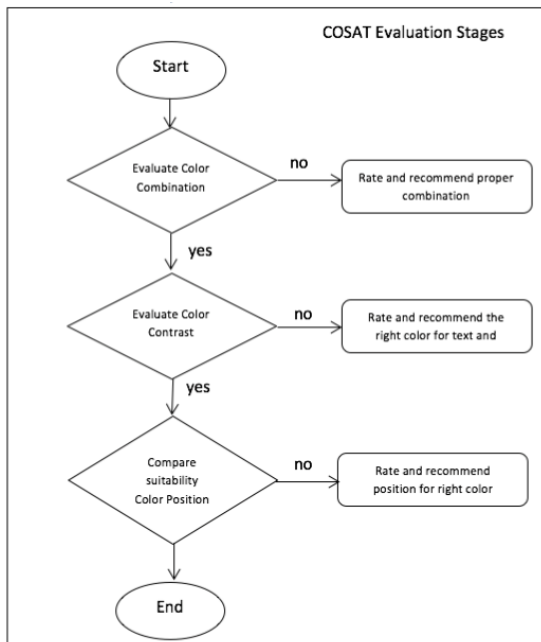 COSAT Evaluation Stages
Start
Evaluate Color
Combination
no
Rate and recommend proper
combination
yes
Evaluate Color
Contrast
no
Rate and recommend the
right color for text and
yes
Compare
suitability
Color Position
no
Rate and recommend
position for right color
End